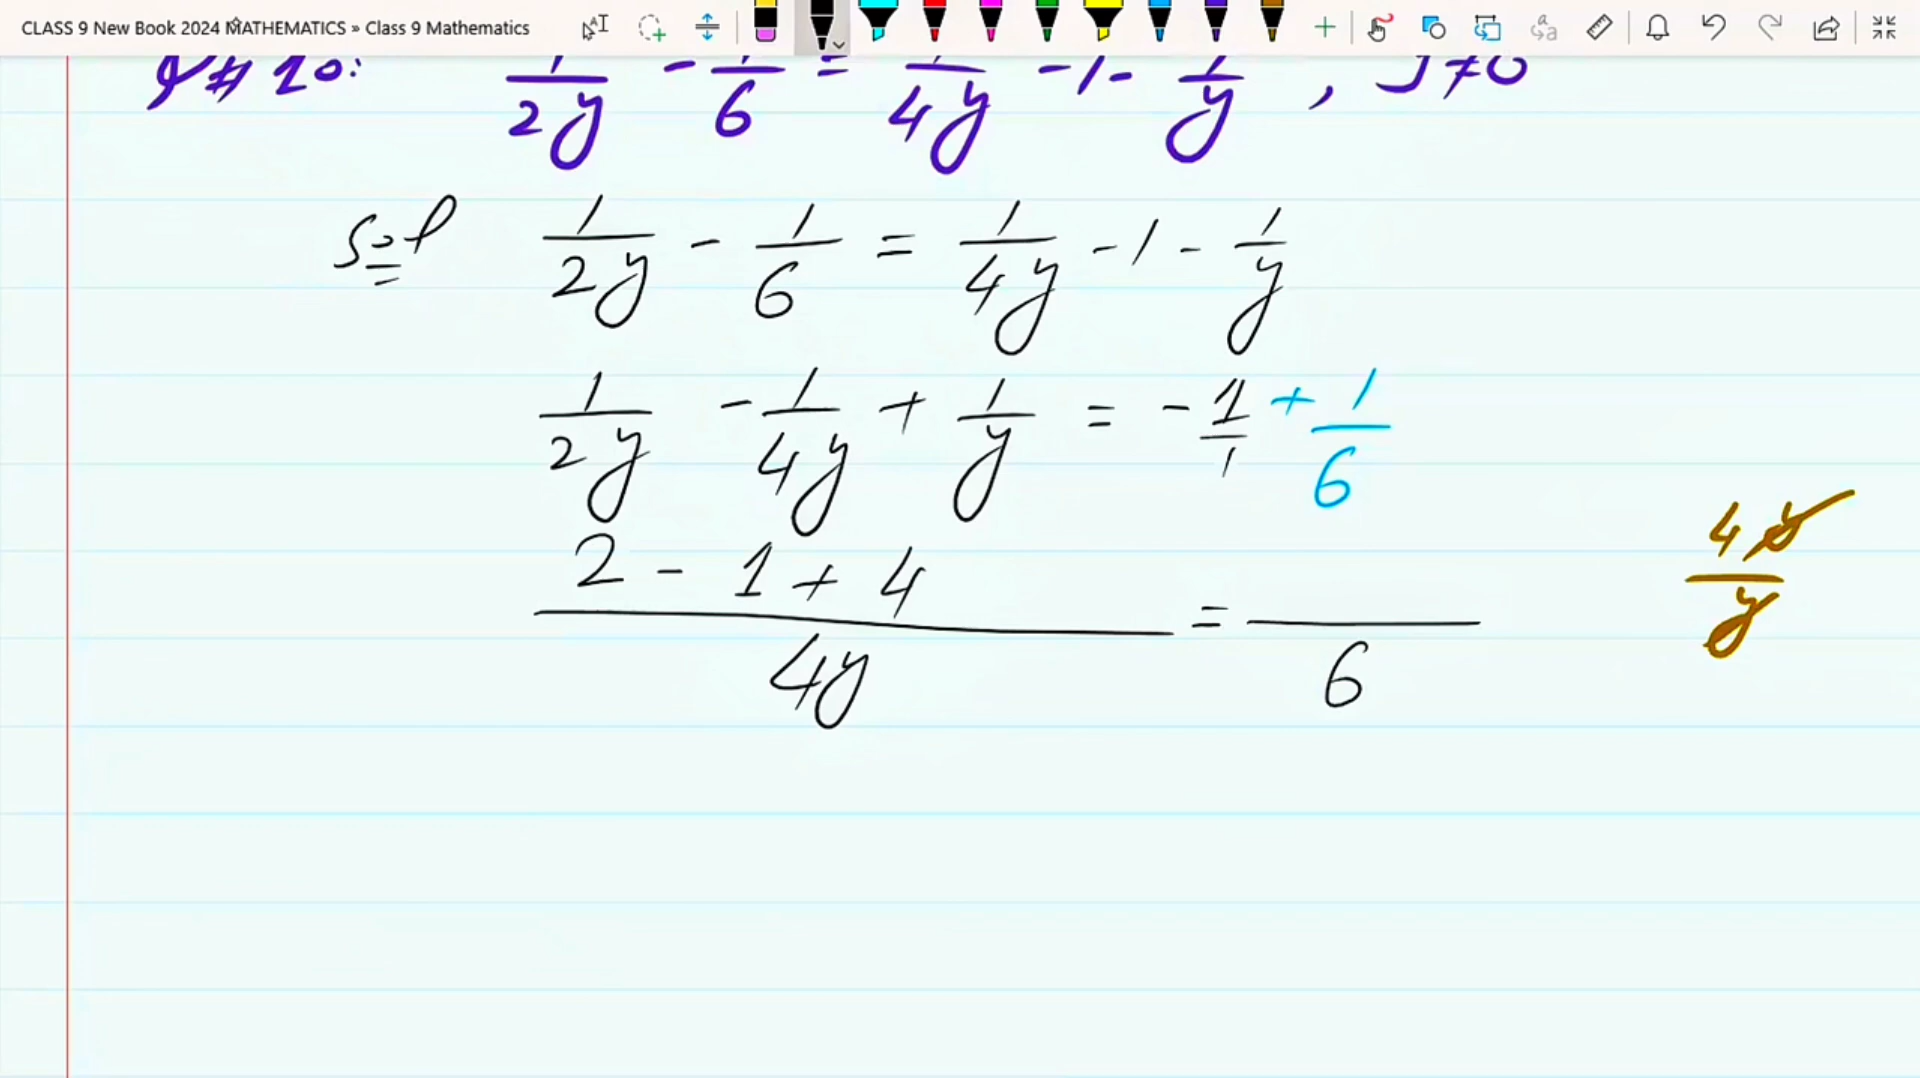 CLASS 9 New Book 2024 MATHEMATICS » Class 9 Mathematics
Q# 20: 1/2y - 1/6 = 1/4y - 1 - 1/y , y≠0
Sol 1/2y - 1/6 = 1/4y - 1 - 1/y
1/2y - 1/4y + 1/y = - 1/1 + 1/6
2 - 1 + 4 / 4y = /6
4y/y